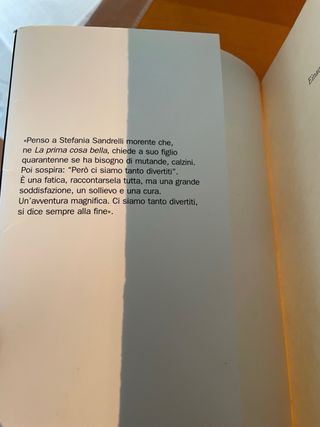 «Penso a Stefania Sandrelli morente che,
ne La prima cosa bella, chiede a suo figlio
quarantenne se ha bisogno di mutande, calzini.
Poi sospira: “Però ci siamo tanto divertiti”.
È una fatica, raccontarsela tutta, ma una grande
soddisfazione, un sollievo e una cura.
Un’avventura magnifica. Ci siamo tanto divertiti,
si dice sempre alla fine».